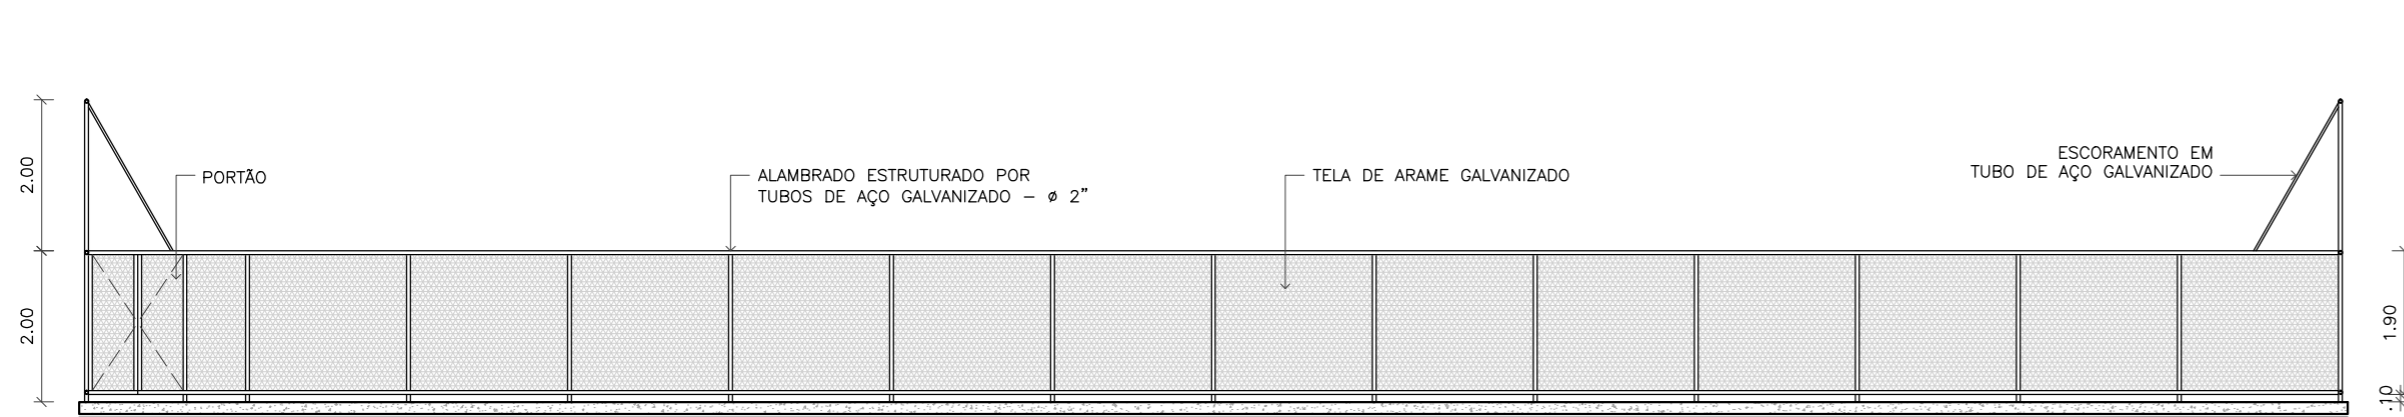 2.00
PORTÃO
ALAMBRADO ESTRUTURADO POR
TUBOS DE AÇO GALVANIZADO – ø 2"
TELA DE ARAME GALVANIZADO
ESCORAMENTO EM
TUBO DE AÇO GALVANIZADO
2.00
1.90
.10